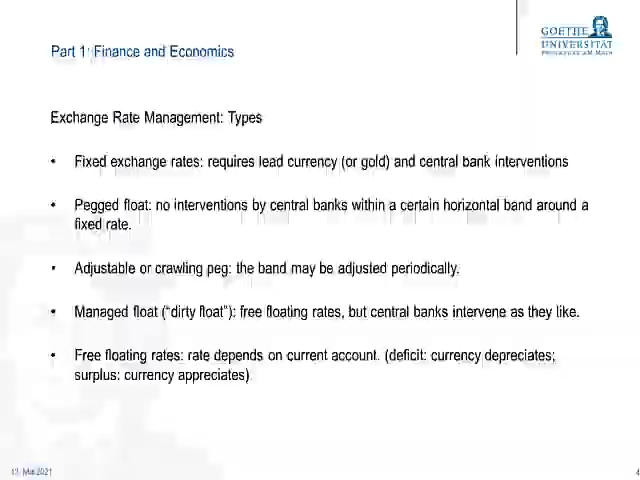 GOETHE
UNIVERSITÄT
FRANKFURT AM MAIN
Part 1: Finance and Economics
Exchange Rate Management: Types
• Fixed exchange rates: requires lead currency (or gold) and central bank interventions
• Pegged float: no interventions by central banks within a certain horizontal band around a
fixed rate.
• Adjustable or crawling peg: the band may be adjusted periodically.
• Managed float (“dirty float”): free floating rates, but central banks intervene as they like.
• Free floating rates: rate depends on current account. (deficit: currency depreciates;
surplus: currency appreciates)
12. Mai 2021
4